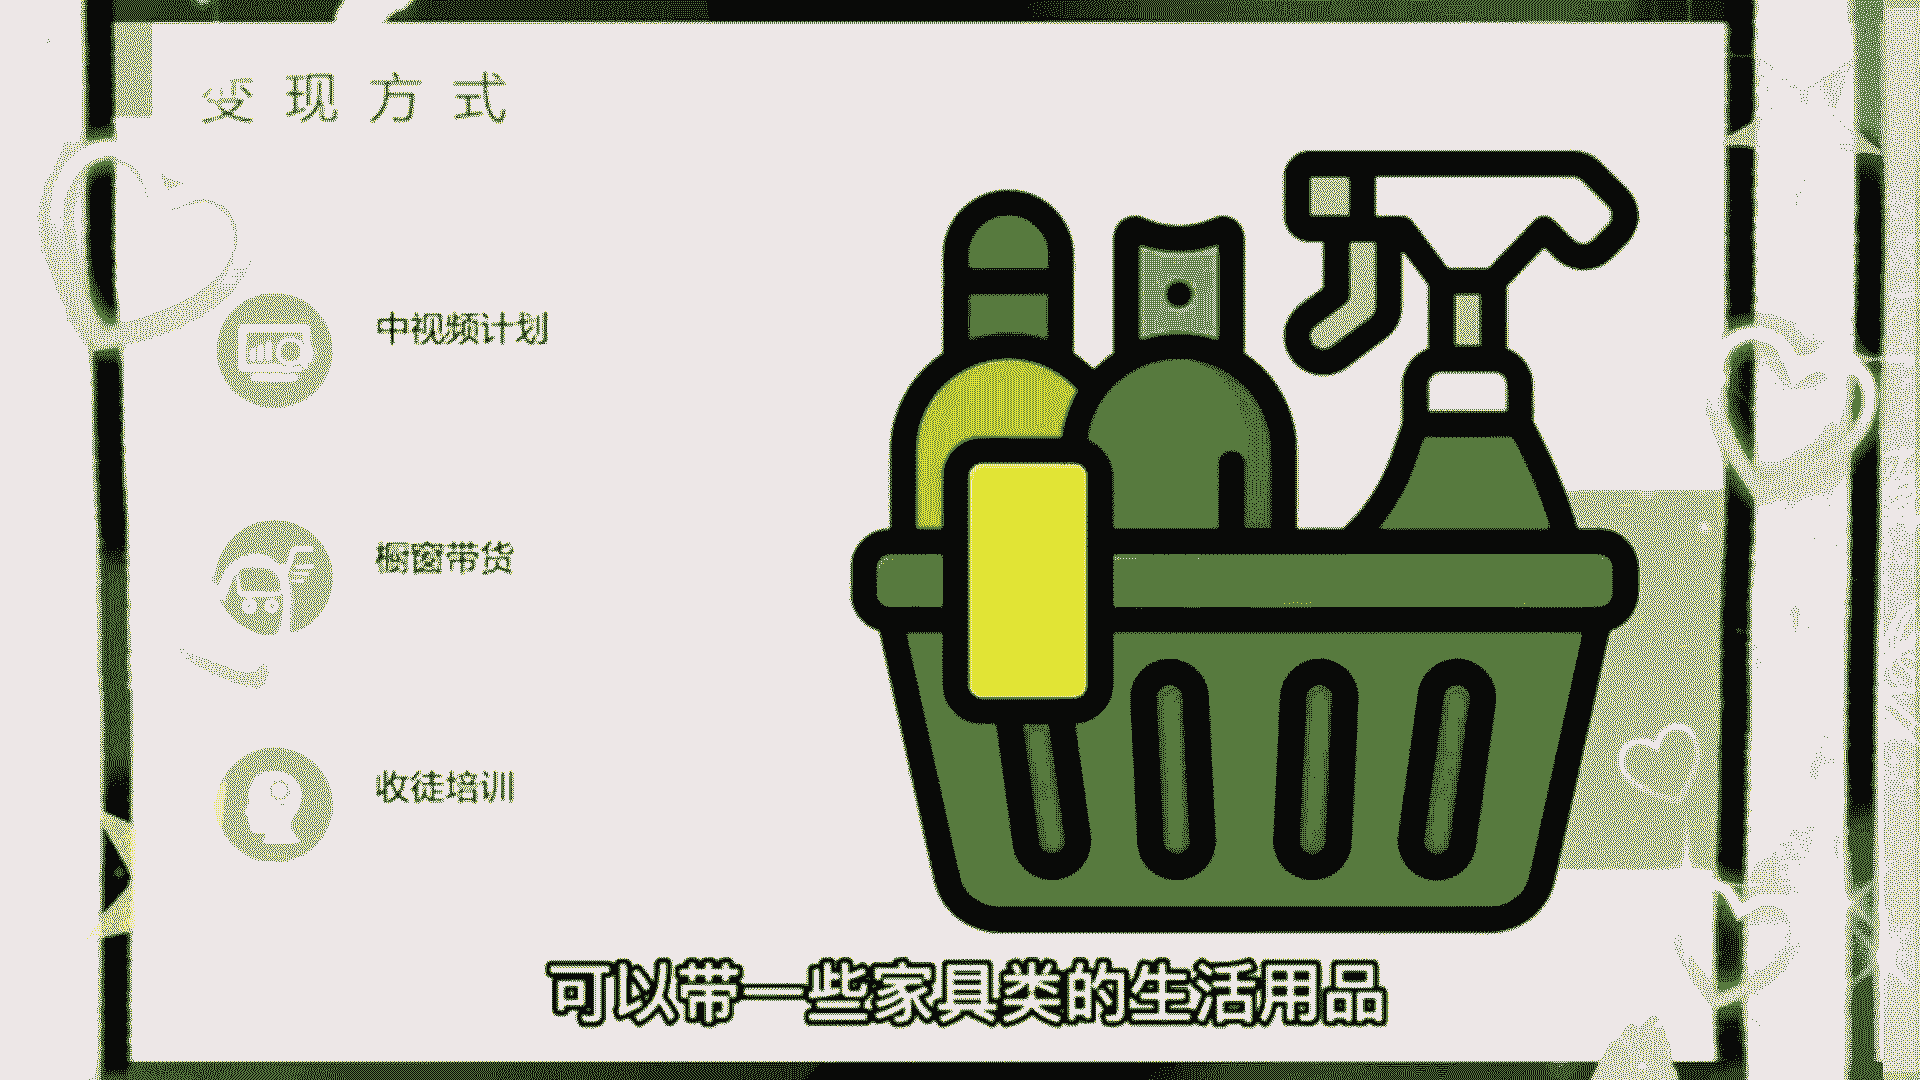 变现方式
中视频计划
橱窗带货
收徒培训
可以带一些家具类的生活用品